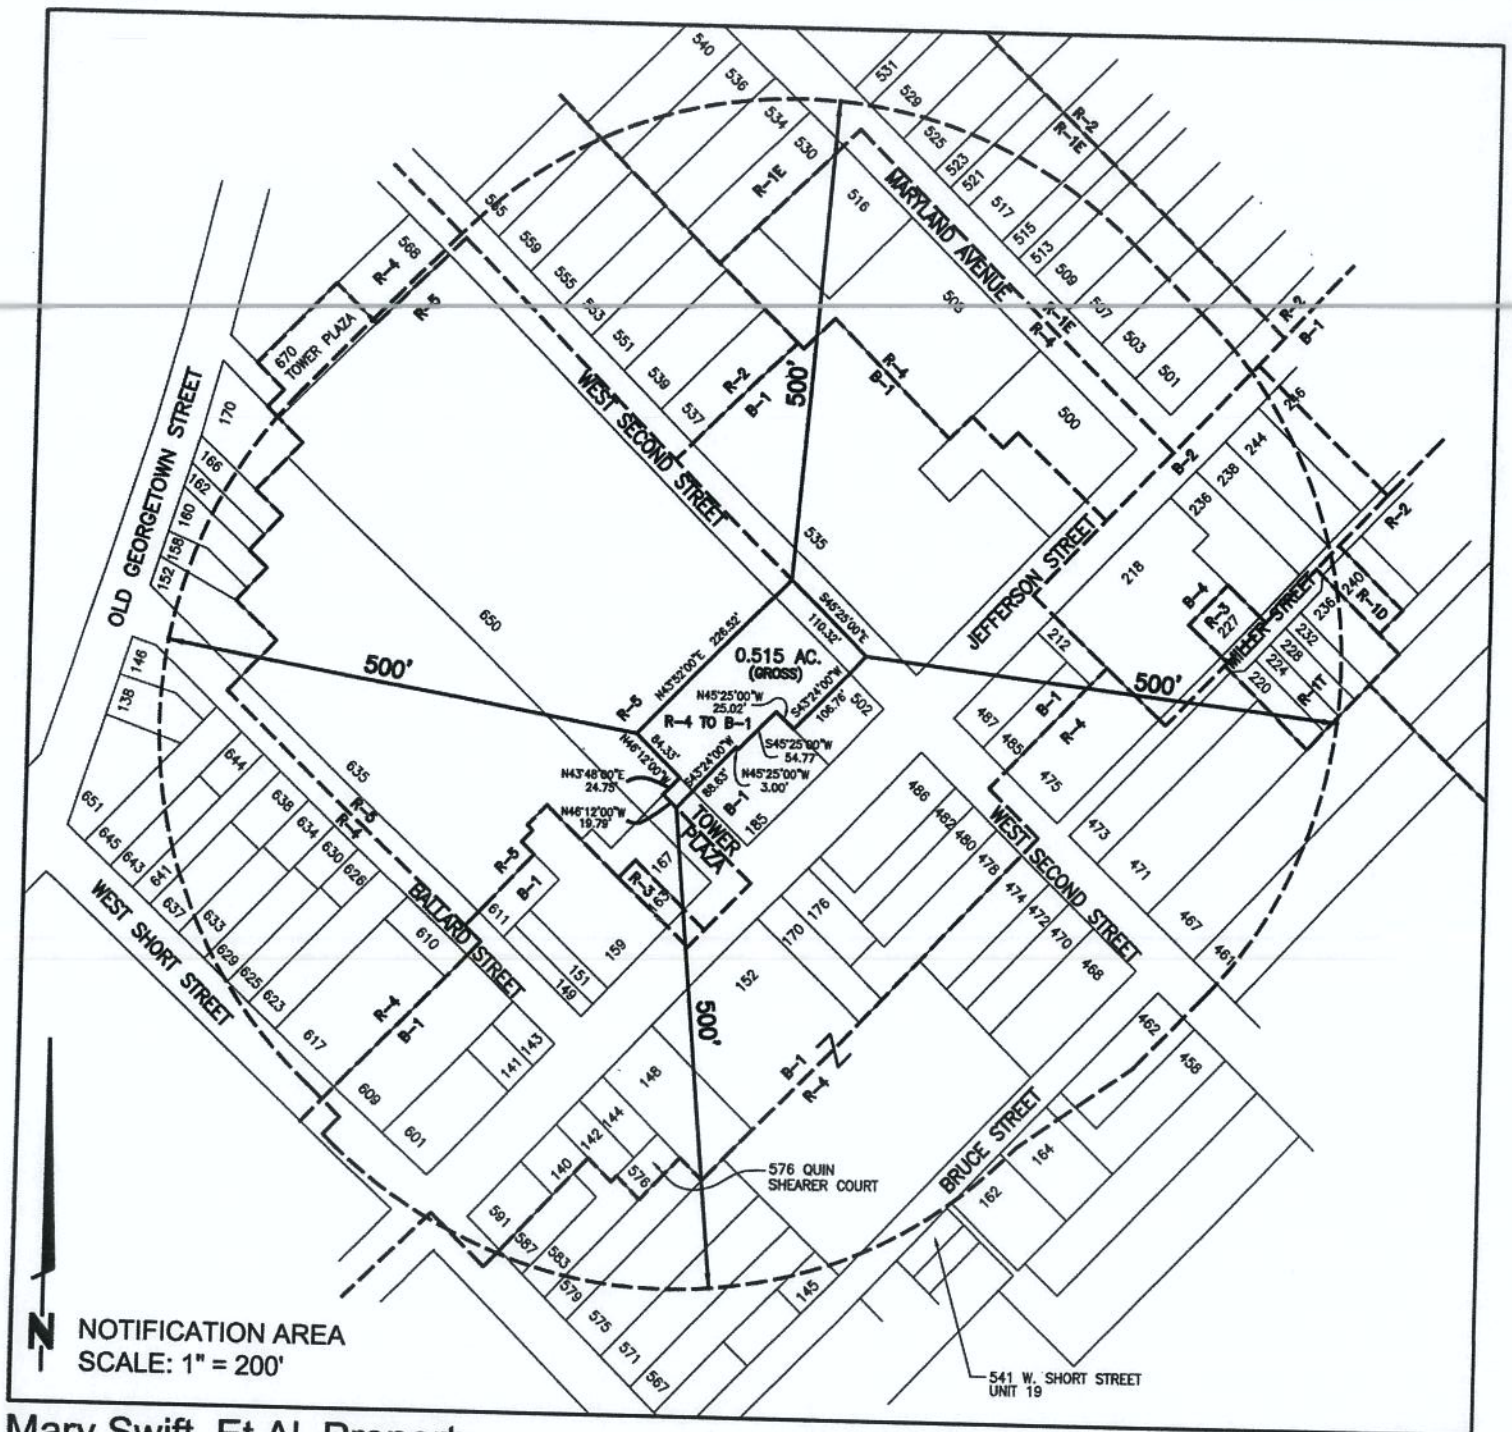 540
536
534
530
R-1E
531
529
525
523
521
517
515
513
509
507
503
501
R-2
R-1E
516
MARYLAND AVENUE
R-1E
R-4
500
R-2
B-1
565
559
555
553
551
539
537
R-2
B-1
R-4
B-1
568
R-4
R-5
670
TOWER PLAZA
OLD GEORGETOWN STREET
170
166
162
160
158
152
146
138
WEST SECOND STREET
500'
535
JEFFERSON STREET
B-2
246
244
238
236
218
212
B-4
R-3
227
MILLER STREET
R-2
240
R-1D
236
232
228
224
220
R-1T
650
500'
R-5
N43°52'00"E 226.52'
S45°25'00"E
110.32'
0.515 AC.
(GROSS)
N45°25'00"W
25.02'
R-4 TO B-1
S43°24'00"W
106.76'
502
S45°25'00"W
54.77'
N45°25'00"W
3.00'
84.33'
N46°12'00"W
S43°24'00"W
88.63'
B-1
N43°48'00"E
24.75'
N46°12'00"W
19.79'
TOWER
PLAZA
185
167
R-3
500'
487
485
B-1
R-4
475
473
471
467
461
WEST SECOND STREET
486
482
480
478
474
472
470
468
462
458
635
R-5
R-4
644
638
634
630
626
651
645
643
641
637
633
629
625
623
617
609
601
WEST SHORT STREET
BALLARD STREET
R-5
B-1
611
610
R-4
B-1
159
151
149
143
141
176
170
152
148
144
142
140
576
500'
B-1
R-4
576 QUIN
SHEARER COURT
BRUCE STREET
164
162
145
591
587
583
579
575
571
567
541 W. SHORT STREET
UNIT 19
N
NOTIFICATION AREA
SCALE: 1" = 200'
Mary Swift, Et Al, Propert